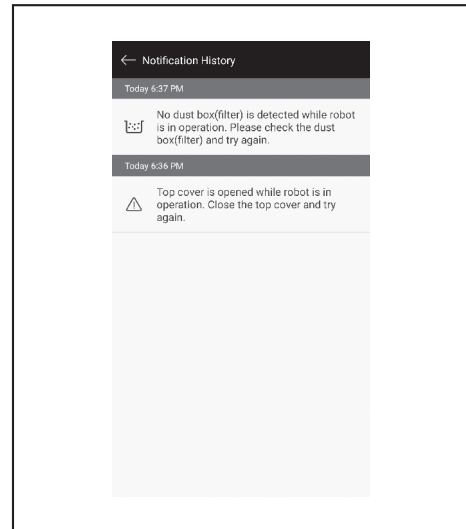 Notification History
Today 6:37 PM
No dust box(filter) is detected while robot
is in operation. Please check the dust
box(filter) and try again.
Today 6:36 PM
Top cover is opened while robot is in
operation. Close the top cover and try
again.